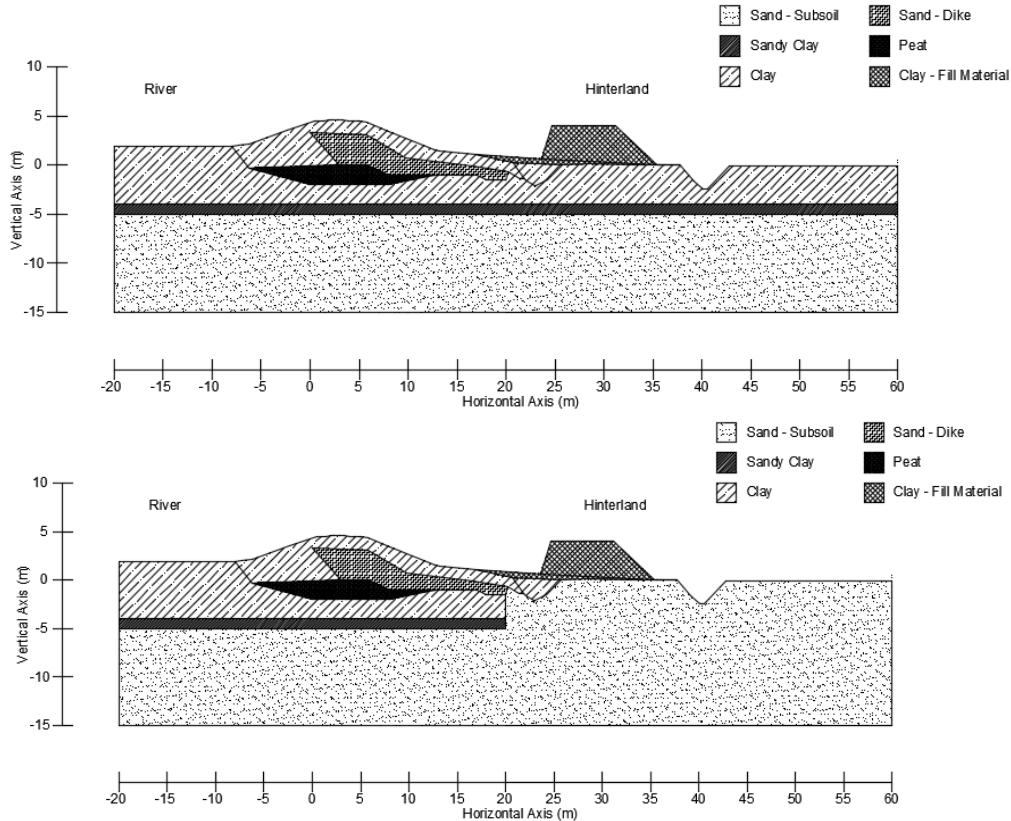 Sand - Subsoil Sand - Dike
Sandy Clay Peat
Clay Clay - Fill Material
River Hinterland
Vertical Axis (m)
10
5
0
-5
-10
-15
-20 -15 -10 -5 0 5 10 15 20 25 30 35 40 45 50 55 60
Horizontal Axis (m)
Sand - Subsoil Sand - Dike
Sandy Clay Peat
Clay Clay - Fill Material
River Hinterland
Vertical Axis (m)
10
5
0
-5
-10
-15
-20 -15 -10 -5 0 5 10 15 20 25 30 35 40 45 50 55 60
Horizontal Axis (m)